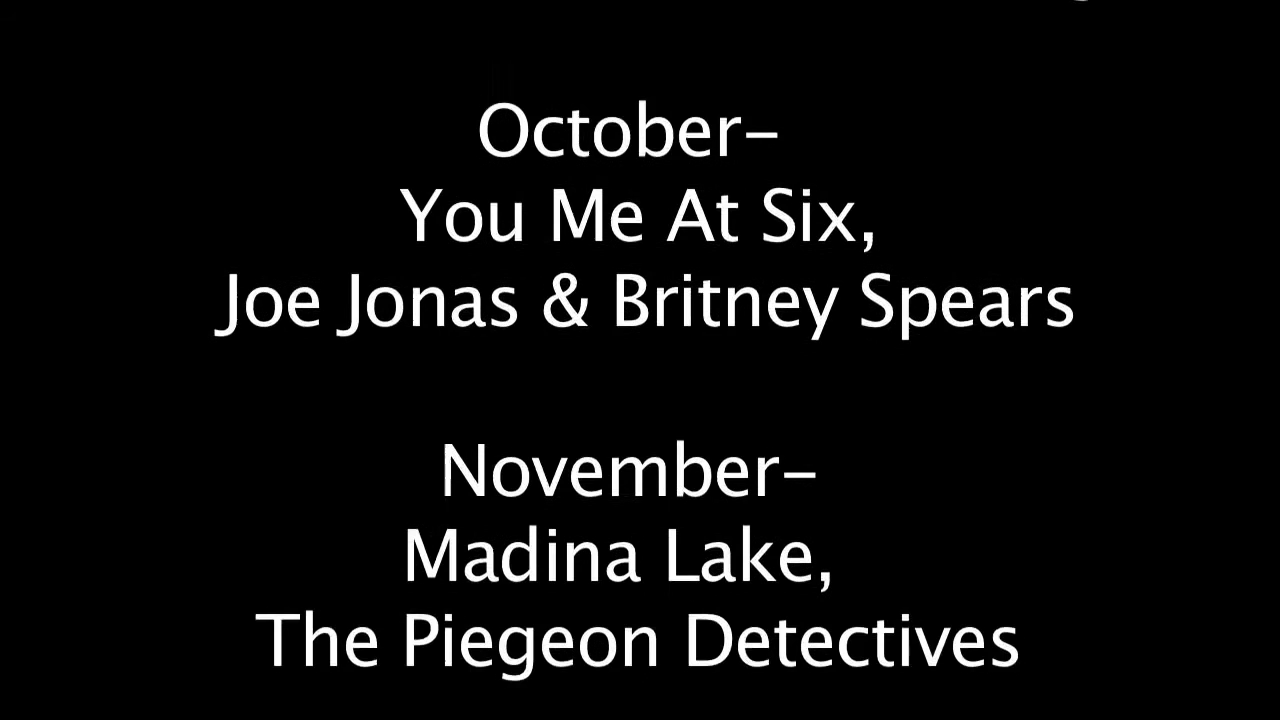 October-
You Me At Six,
Joe Jonas & Britney Spears
November-
Madina Lake,
The Piegeon Detectives